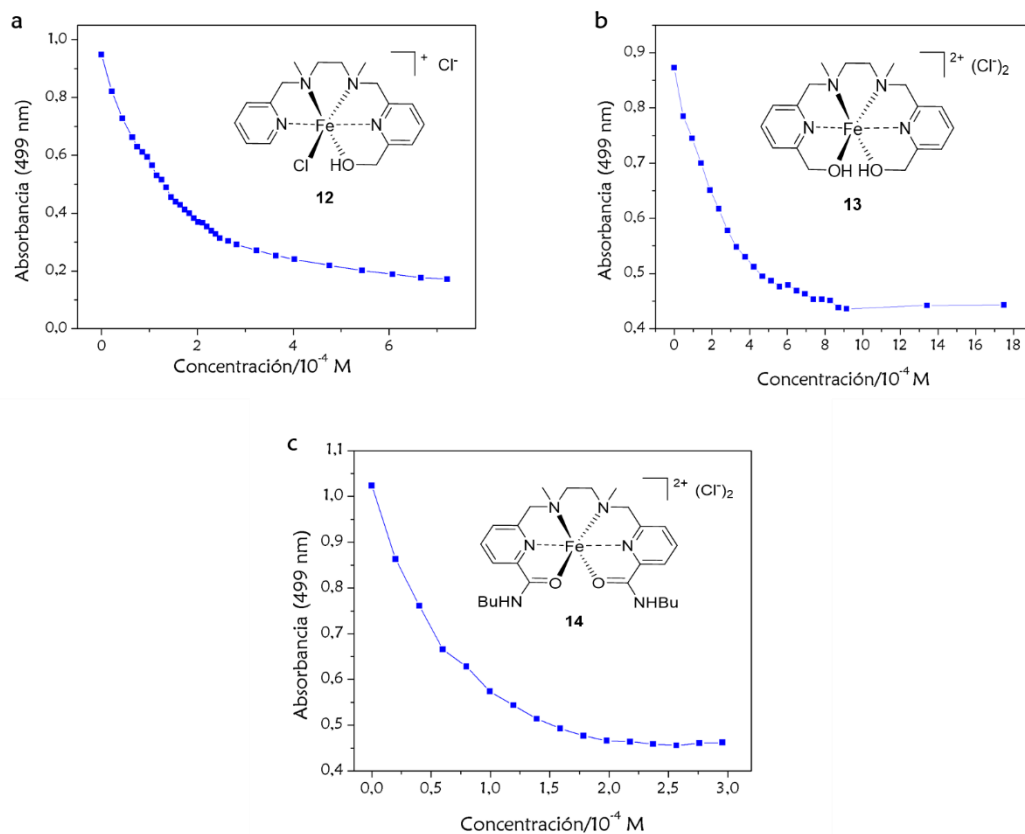 a
Absorbancia (499 nm)
1,0
0,8
0,6
0,4
0,2
0,0
0
2
4
6
Concentración/10⁻⁴ M
N
N
N
Fe
N
Cl
HO
+
Cl⁻
12
b
Absorbancia (499 nm)
0,9
0,8
0,7
0,6
0,5
0,4
0
2
4
6
8
10
12
14
16
18
Concentración/10⁻⁴ M
N
N
N
Fe
N
OH
HO
2+
(Cl⁻)₂
13
c
Absorbancia (499 nm)
1,1
1,0
0,9
0,8
0,7
0,6
0,5
0,4
0,0
0,5
1,0
1,5
2,0
2,5
3,0
Concentración/10⁻⁴ M
N
N
N
Fe
N
O
O
BuHN
NHBu
2+
(Cl⁻)₂
14